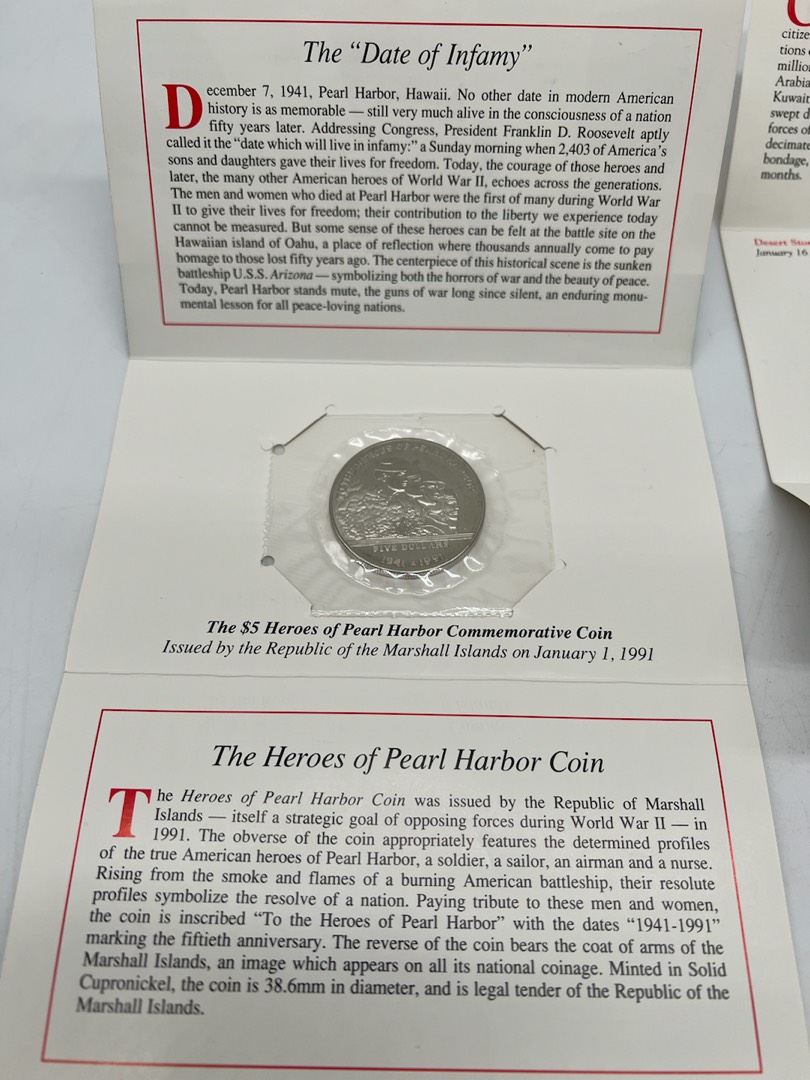 The "Date of Infamy"
December 7, 1941, Pearl Harbor, Hawaii. No other date in modern American
history is as memorable — still very much alive in the consciousness of a nation
fifty years later. Addressing Congress, President Franklin D. Roosevelt aptly
called it the "date which will live in infamy:" a Sunday morning when 2,403 of America's
sons and daughters gave their lives for freedom. Today, the courage of those heroes and
later, the many other American heroes of World War II, echoes across the generations.
The men and women who died at Pearl Harbor were the first of many during World War
II to give their lives for freedom; their contribution to the liberty we experience today
cannot be measured. But some sense of these heroes can be felt at the battle site on the
Hawaiian island of Oahu, a place of reflection where thousands annually come to pay
homage to those lost fifty years ago. The centerpiece of this historical scene is the sunken
battleship U.S.S. Arizona — symbolizing both the horrors of war and the beauty of peace.
Today, Pearl Harbor stands mute, the guns of war long since silent, an enduring monu-
mental lesson for all peace-loving nations.
FIVE DOLLARS
1941 • 1991
The $5 Heroes of Pearl Harbor Commemorative Coin
Issued by the Republic of the Marshall Islands on January 1, 1991
The Heroes of Pearl Harbor Coin
The Heroes of Pearl Harbor Coin was issued by the Republic of Marshall
Islands — itself a strategic goal of opposing forces during World War II — in
1991. The obverse of the coin appropriately features the determined profiles
of the true American heroes of Pearl Harbor, a soldier, a sailor, an airman and a nurse.
Rising from the smoke and flames of a burning American battleship, their resolute
profiles symbolize the resolve of a nation. Paying tribute to these men and women,
the coin is inscribed "To the Heroes of Pearl Harbor" with the dates "1941-1991"
marking the fiftieth anniversary. The reverse of the coin bears the coat of arms of the
Marshall Islands, an image which appears on all its national coinage. Minted in Solid
Cupronickel, the coin is 38.6mm in diameter, and is legal tender of the Republic of the
Marshall Islands.
citize
tions
millio
Arabia
Kuwait
swept d
forces of
decimate
bondage,
months.
Desert Sto
January 16